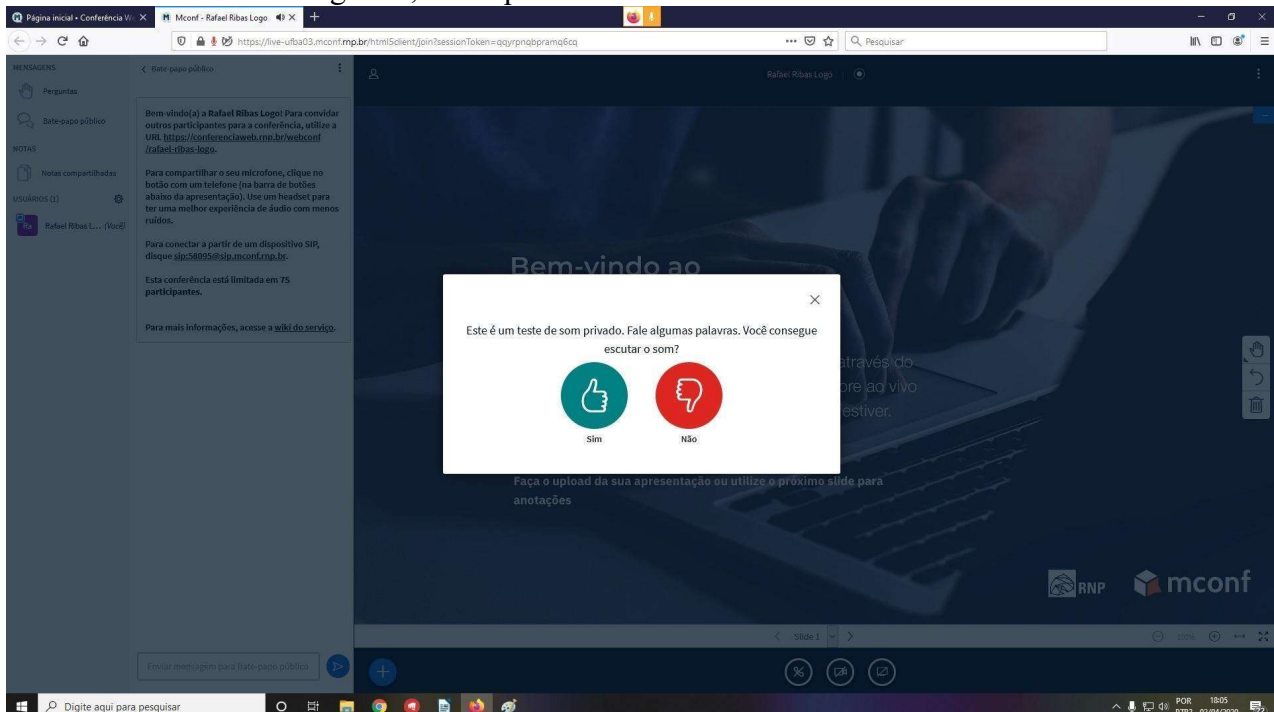 Página inicial • Conferência We
Mconf - Rafael Ribas Logo
https://live-ufba03.mconf.rnp.br/html5client/join?sessionToken=qqyrpnqbpramq6cq
Pesquisar
MENSAGENS
Perguntas
Bate-papo público
NOTAS
Notas compartilhadas
USUÁRIOS (1)
Ra
Rafael Ribas L... (Você)
Bate-papo público
Bem-vindo(a) a Rafael Ribas Logo! Para convidar
outros participantes para a conferência, utilize a
URL https://conferenciaweb.rnp.br/webconf
/rafael-ribas-logo.
Para compartilhar o seu microfone, clique no
botão com um telefone (na barra de botões
abaixo da apresentação). Use um headset para
ter uma melhor experiência de áudio com menos
ruídos.
Para conectar a partir de um dispositivo SIP,
disque sip:56095@sip.mconf.rnp.br.
Esta conferência está limitada em 75
participantes.
Para mais informações, acesse a wiki do serviço.
Enviar mensagem para Bate-papo público
Rafael Ribas Logo
Bem-vindo ao
Este é um teste de som privado. Fale algumas palavras. Você consegue
escutar o som?
Sim
Não
através do
ao vivo
estiver.
Faça o upload da sua apresentação ou utilize o próximo slide para
anotações
RNP
mconf
Slide 1
100%
Digite aqui para pesquisar
POR
18:05
PTB2
02/04/2020